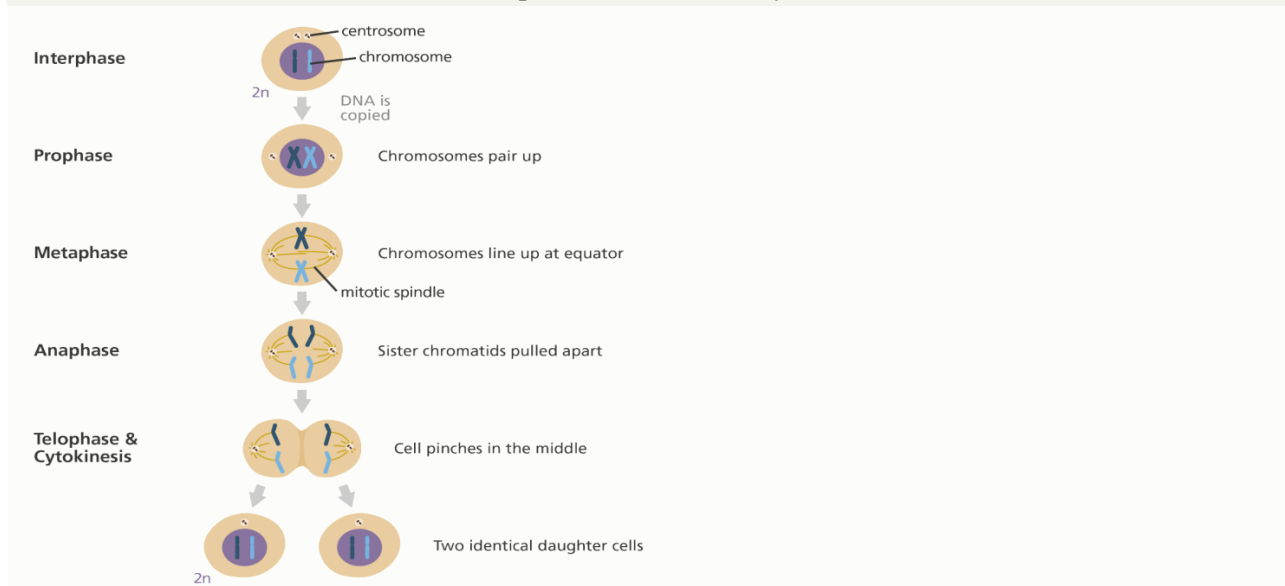 Interphase
centrosome
chromosome
2n
DNA is
copied
Prophase
Chromosomes pair up
Metaphase
Chromosomes line up at equator
mitotic spindle
Anaphase
Sister chromatids pulled apart
Telophase &
Cytokinesis
Cell pinches in the middle
Two identical daughter cells
2n